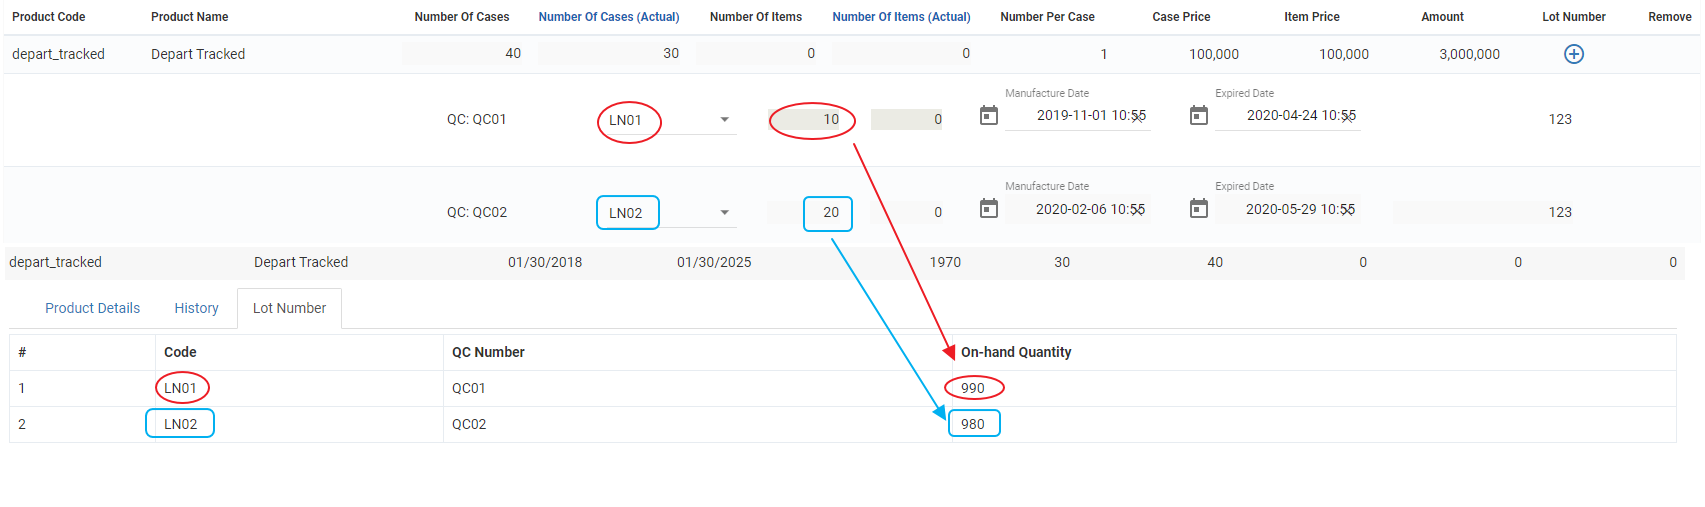 Product Code Product Name Number Of Cases Number Of Cases (Actual) Number Of Items Number Of Items (Actual) Number Per Case Case Price Item Price Amount Lot Number Remove
depart_tracked Depart Tracked 40 30 0 0 1 100,000 100,000 3,000,000
Manufacture Date Expired Date
QC: QC01 LN01 10 0 2019-11-01 10:55 2020-04-24 10:55 123
Manufacture Date Expired Date
QC: QC02 LN02 20 0 2020-02-06 10:55 2020-05-29 10:55 123
depart_tracked Depart Tracked 01/30/2018 01/30/2025 1970 30 40 0 0 0
Product Details History Lot Number
# Code QC Number On-hand Quantity
1 LN01 QC01 990
2 LN02 QC02 980